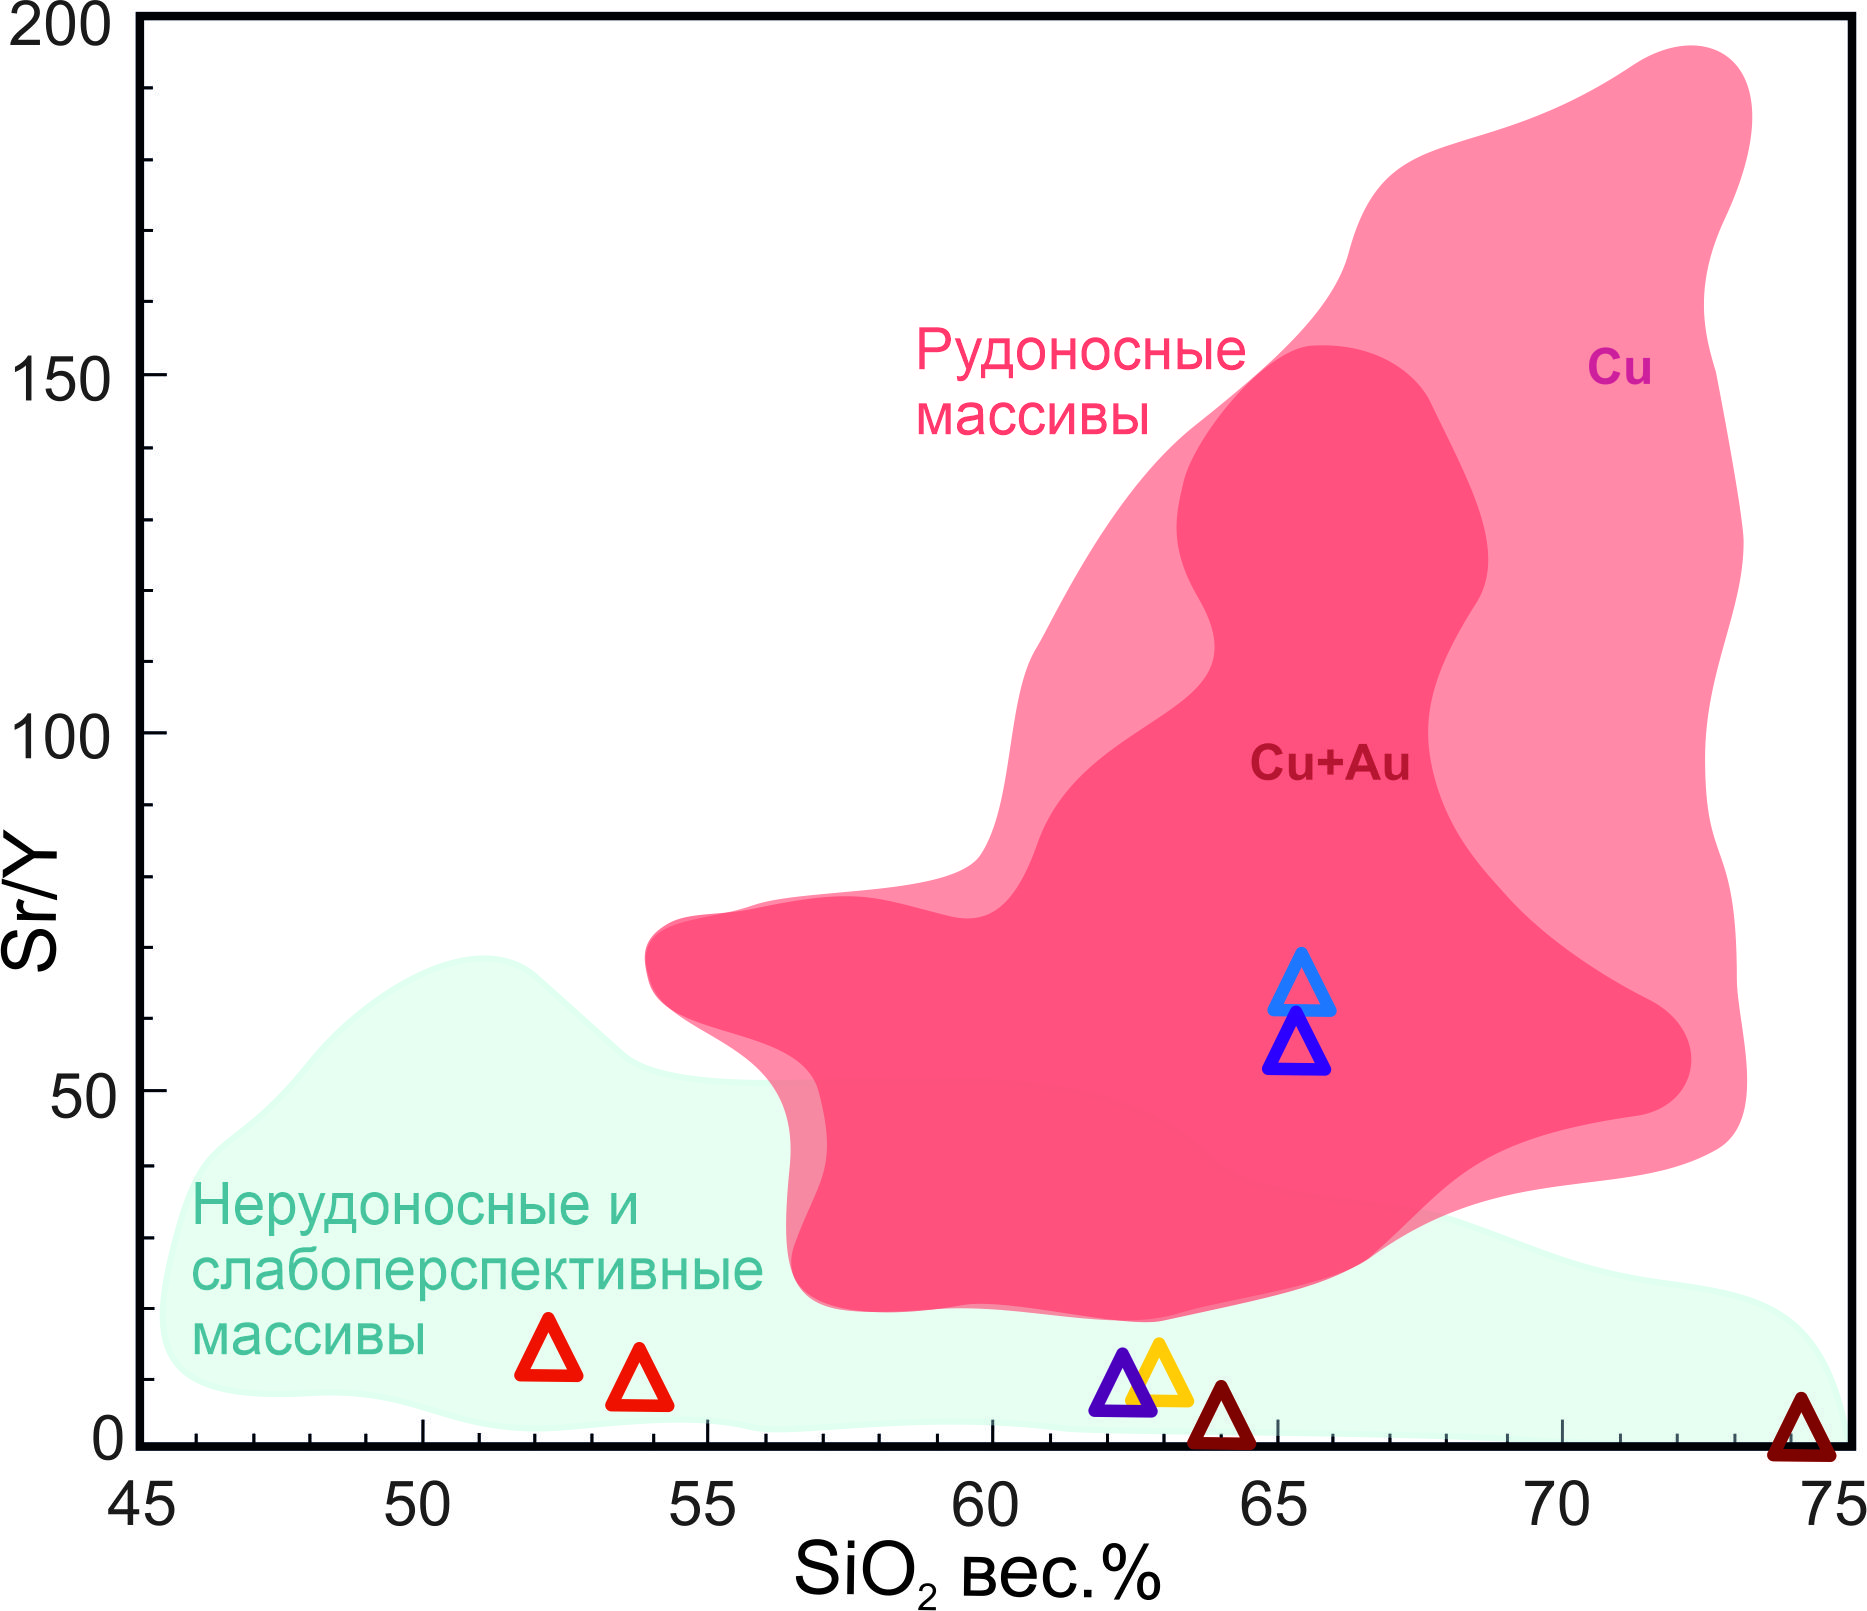 200
150
100
50
0
Sr/Y
Рудоносные
массивы
Cu
Cu+Au
Нерудоносные и
слабоперспективные
массивы
45 50 55 60 65 70 75
SiO₂ вес.%